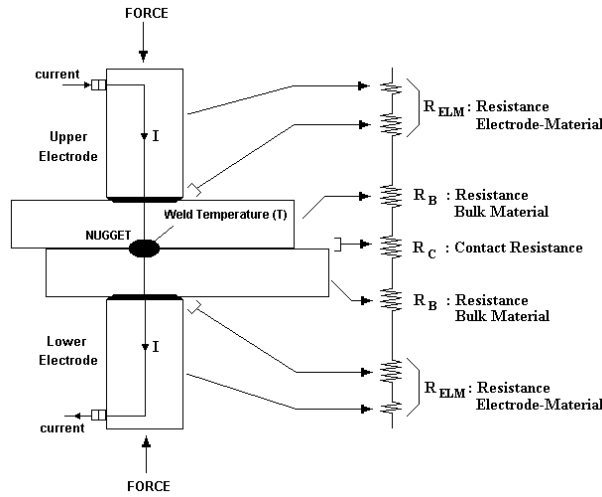 FORCE
current
I
Upper
Electrode
R ELM : Resistance
Electrode-Material
R B : Resistance
Bulk Material
Weld Temperature (T)
NUGGET
R C : Contact Resistance
R B : Resistance
Bulk Material
Lower
Electrode
I
R ELM : Resistance
Electrode-Material
current
FORCE